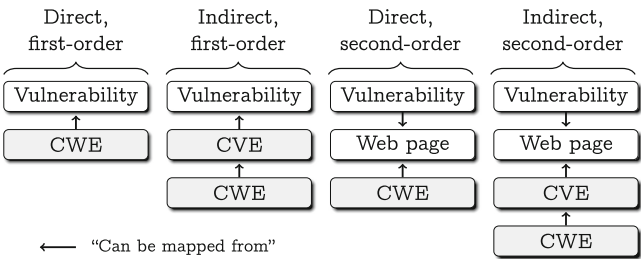 Direct,
first-order
Vulnerability
CWE
Indirect,
first-order
Vulnerability
CVE
CWE
Direct,
second-order
Vulnerability
Web page
CWE
Indirect,
second-order
Vulnerability
Web page
CVE
CWE
“Can be mapped from”